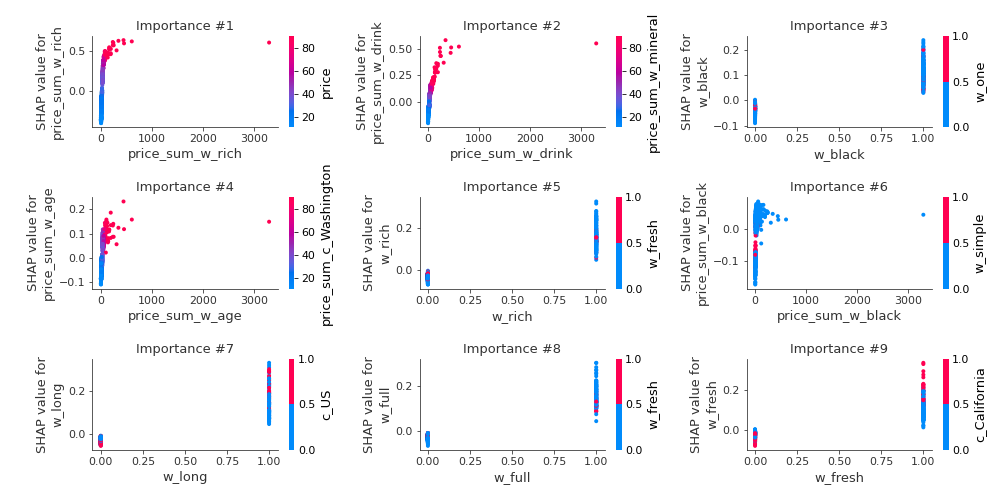 Importance #1
SHAP value for
price_sum_w_rich
0.5
0.0
0
1000
2000
3000
price_sum_w_rich
80
60
40
20
price
Importance #2
SHAP value for
price_sum_w_drink
0.50
0.25
0.00
0
1000
2000
3000
price_sum_w_drink
80
60
40
20
price_sum_w_mineral
Importance #3
SHAP value for
w_black
0.2
0.1
0.0
−0.1
0.00
0.25
0.50
0.75
1.00
w_black
1.0
0.5
0.0
w_one
Importance #4
SHAP value for
price_sum_w_age
0.2
0.1
0.0
−0.1
0
1000
2000
3000
price_sum_w_age
80
60
40
20
price_sum_c_Washington
Importance #5
SHAP value for
w_rich
0.2
0.0
0.00
0.25
0.50
0.75
1.00
w_rich
1.0
0.5
0.0
w_fresh
Importance #6
SHAP value for
price_sum_w_black
0.0
−0.1
0
1000
2000
3000
price_sum_w_black
1.0
0.5
0.0
w_simple
Importance #7
SHAP value for
w_long
0.2
0.0
0.00
0.25
0.50
0.75
1.00
w_long
1.0
0.5
0.0
c_US
Importance #8
SHAP value for
w_full
0.2
0.0
0.00
0.25
0.50
0.75
1.00
w_full
1.0
0.5
0.0
w_fresh
Importance #9
SHAP value for
w_fresh
0.2
0.0
0.00
0.25
0.50
0.75
1.00
w_fresh
1.0
0.5
0.0
c_California